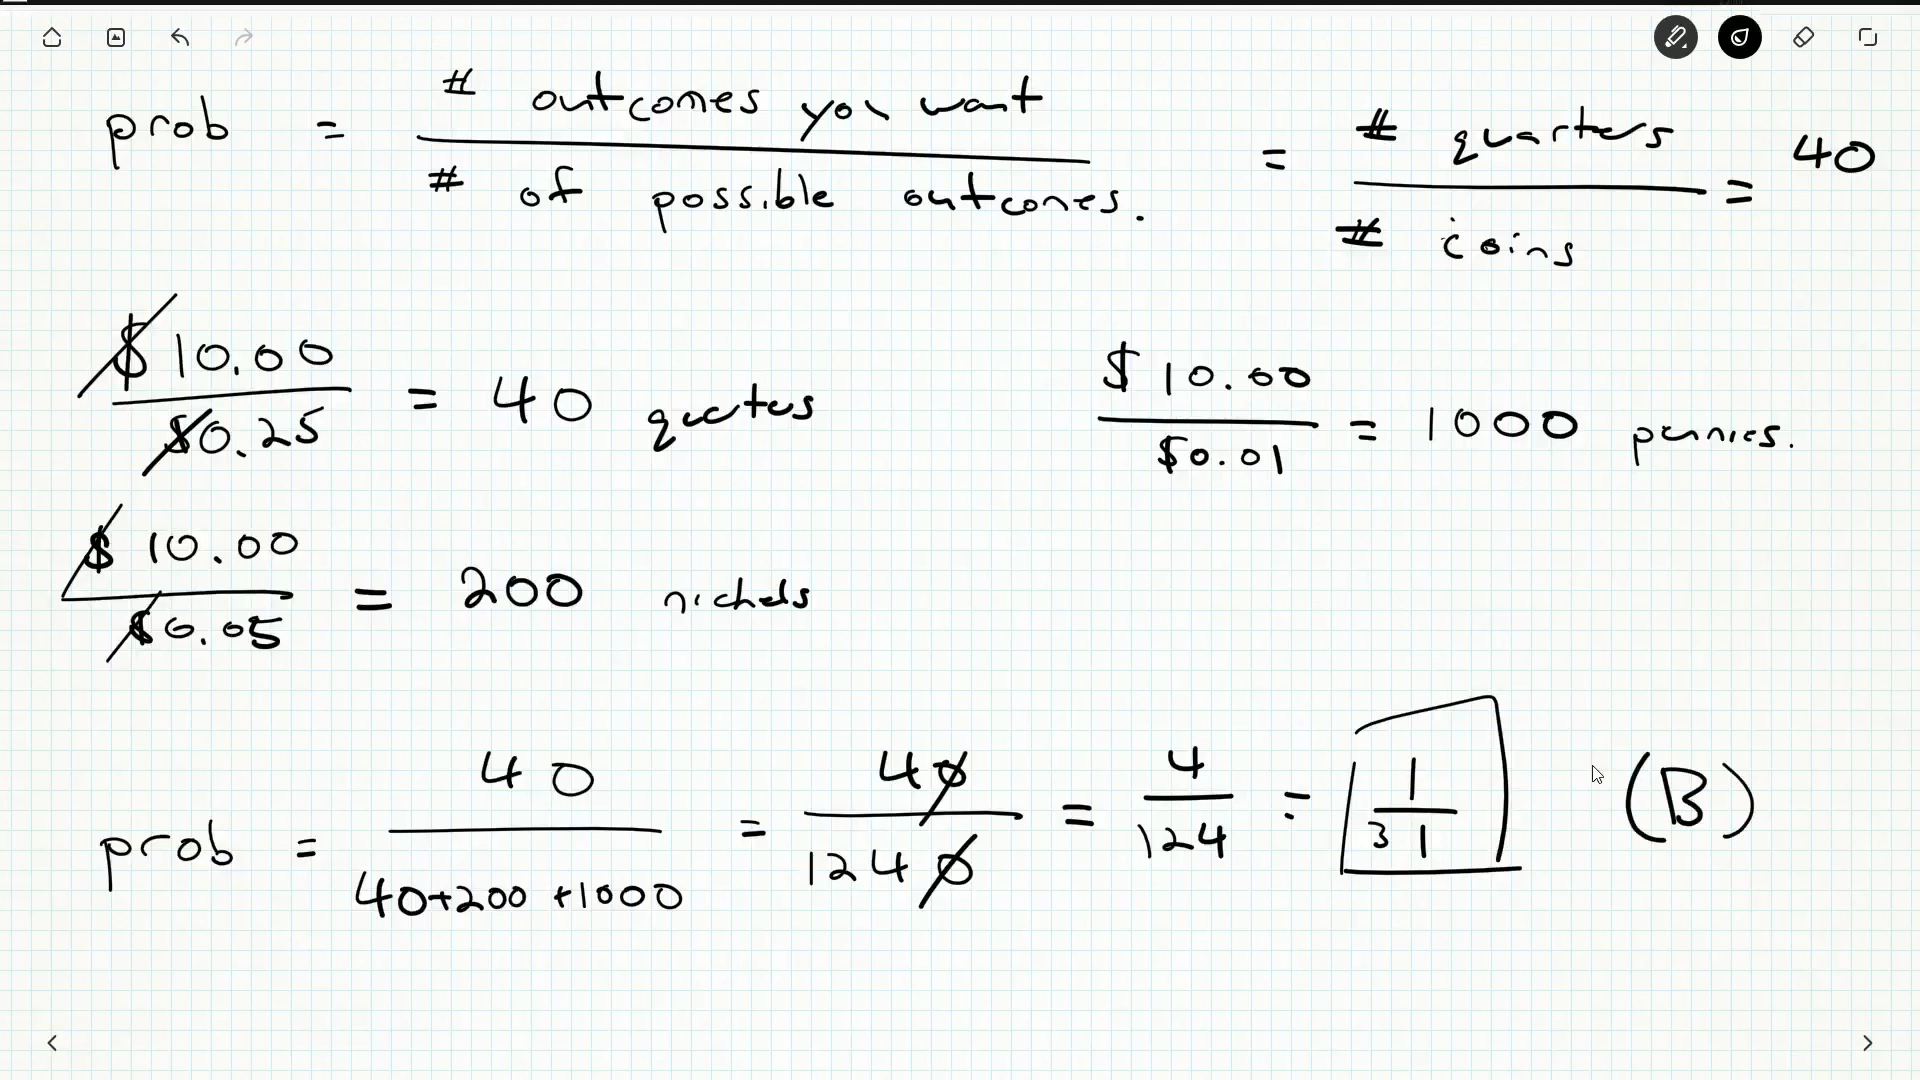 prob = # outcomes you want / # of possible outcomes. = # quarters / # coins = 40
$10.00 / $0.25 = 40 quarters
$10.00 / $0.01 = 1000 pennies.
$10.00 / $0.05 = 200 nickels
prob = 40 / 40+200+1000 = 40 / 1240 = 4 / 124 = 1 / 31 (B)